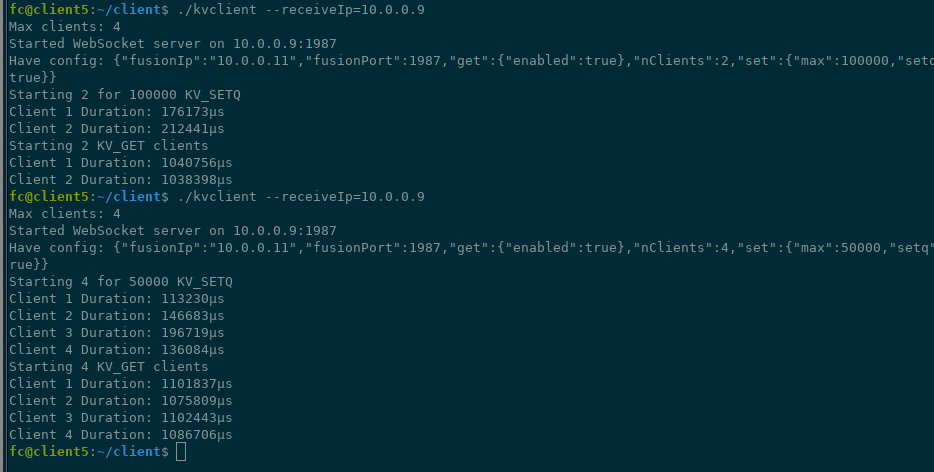 fc@client5:~/client$ ./kvclient --receiveIp=10.0.0.9
Max clients: 4
Started WebSocket server on 10.0.0.9:1987
Have config: {"fusionIp":"10.0.0.11","fusionPort":1987,"get":{"enabled":true},"nClients":2,"set":{"max":100000,"setq
true}}
Starting 2 for 100000 KV_SETQ
Client 1 Duration: 176173µs
Client 2 Duration: 212441µs
Starting 2 KV_GET clients
Client 1 Duration: 1040756µs
Client 2 Duration: 1038398µs
fc@client5:~/client$ ./kvclient --receiveIp=10.0.0.9
Max clients: 4
Started WebSocket server on 10.0.0.9:1987
Have config: {"fusionIp":"10.0.0.11","fusionPort":1987,"get":{"enabled":true},"nClients":4,"set":{"max":50000,"setq"
rue}}
Starting 4 for 50000 KV_SETQ
Client 1 Duration: 113230µs
Client 2 Duration: 146683µs
Client 3 Duration: 196719µs
Client 4 Duration: 136084µs
Starting 4 KV_GET clients
Client 1 Duration: 1101837µs
Client 2 Duration: 1075809µs
Client 3 Duration: 1102443µs
Client 4 Duration: 1086706µs
fc@client5:~/client$